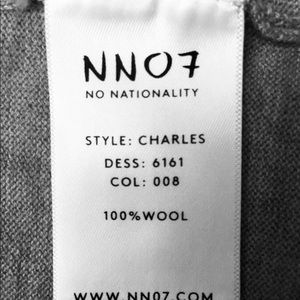 NN07
NO NATIONALITY
STYLE: CHARLES
DESS: 6161
COL: 008
100%WOOL
WWW.NN07.COM